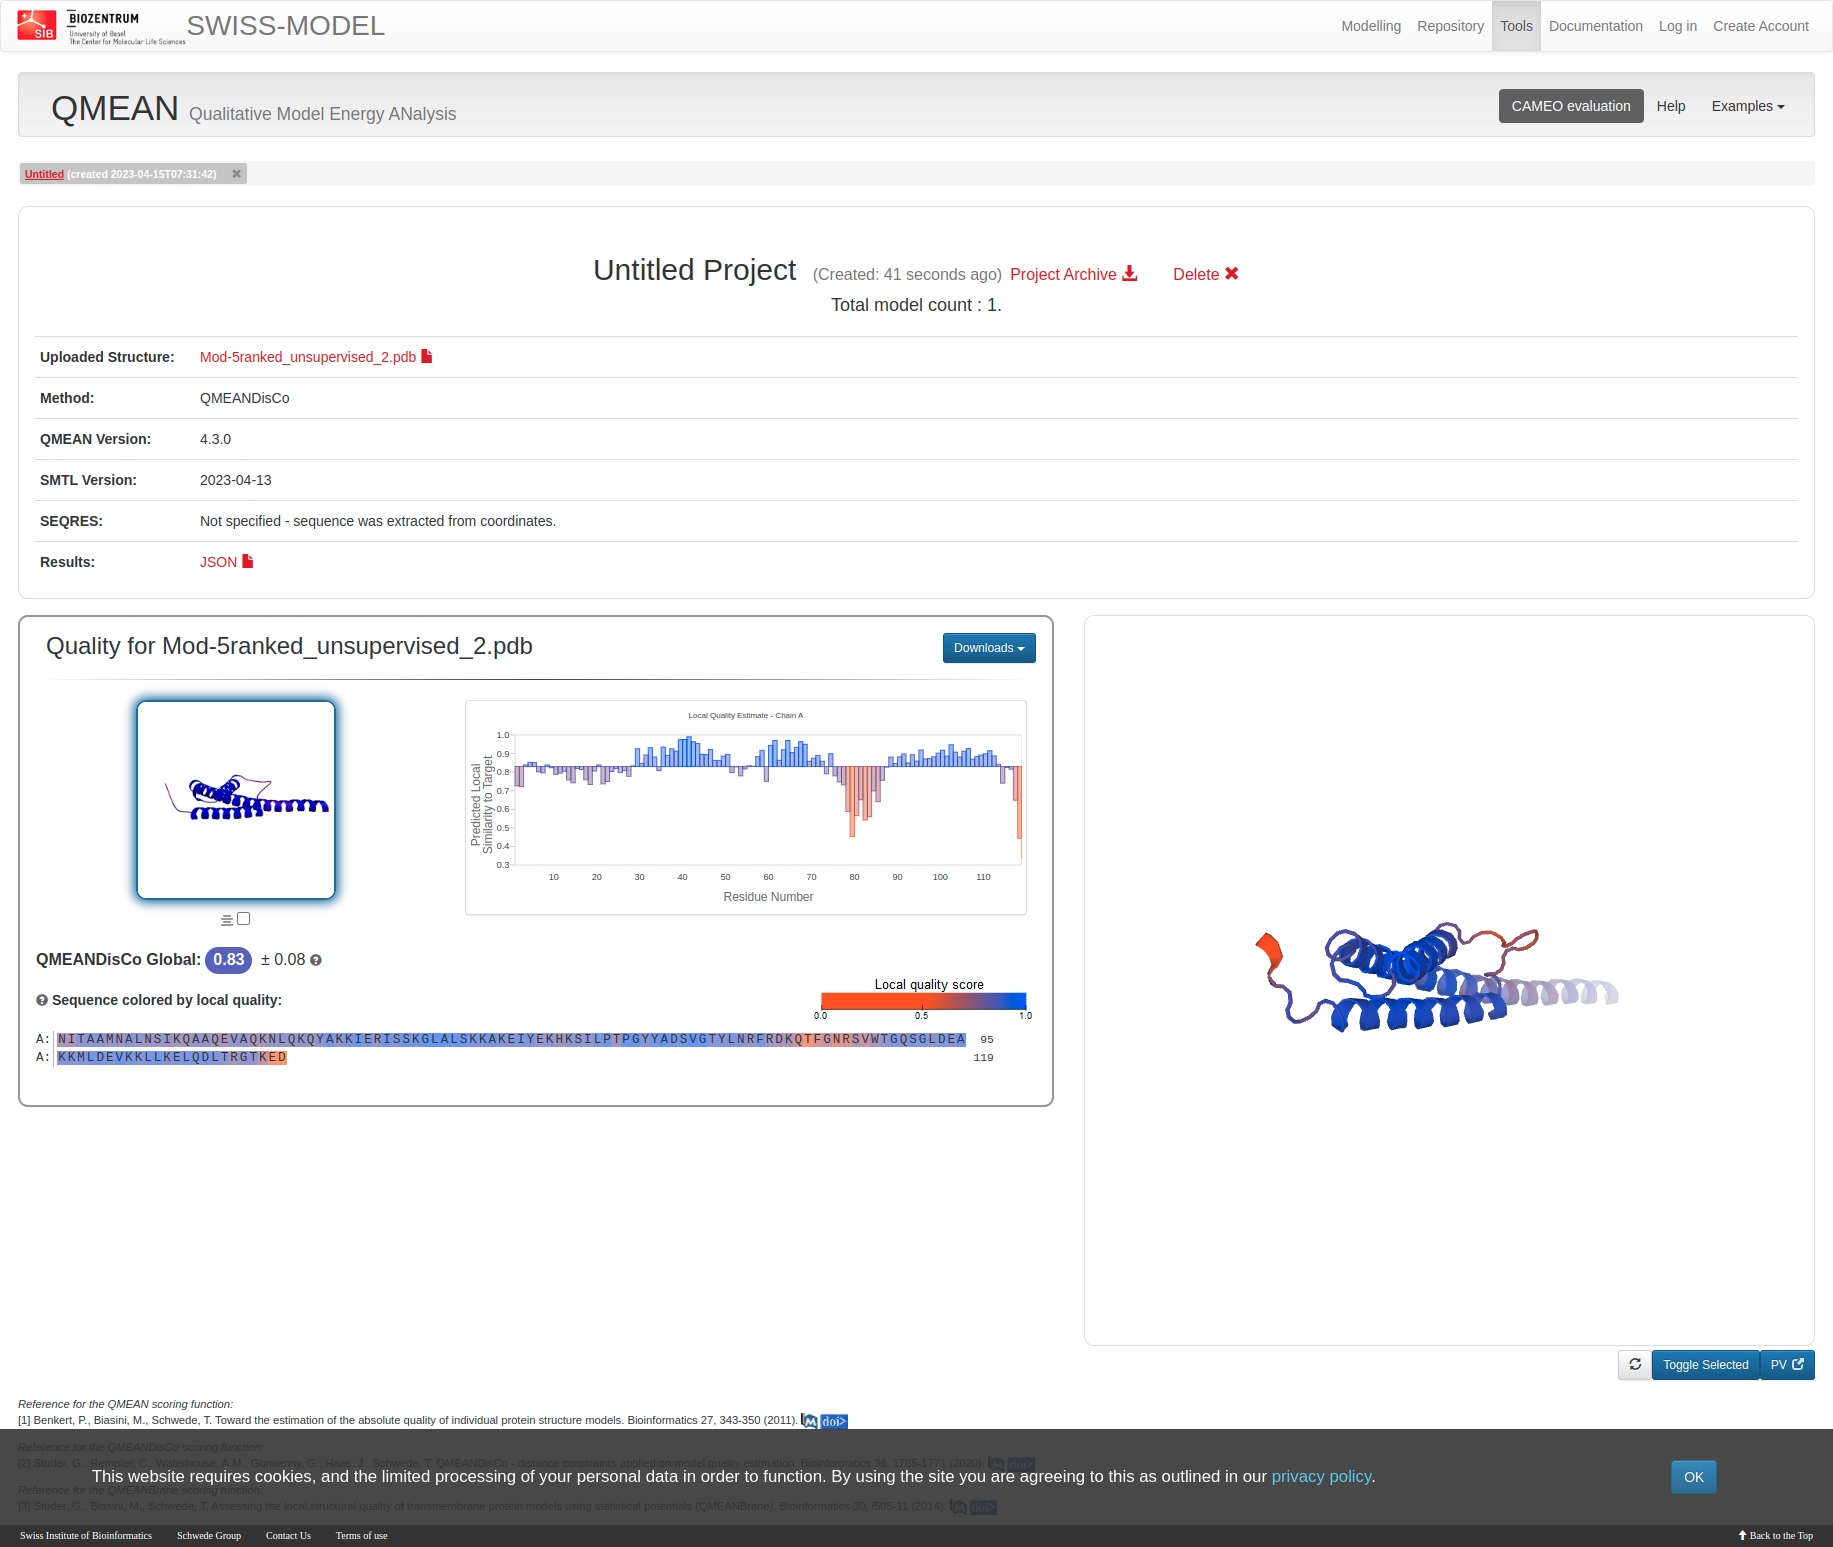 SIB
BIOZENTRUM
University of Basel
The Center for Molecular Life Sciences
SWISS-MODEL
Modelling Repository Tools Documentation Log in Create Account
QMEAN Qualitative Model Energy ANalysis
CAMEO evaluation Help Examples
Untitled (created 2023-04-15T07:31:42)
Untitled Project (Created: 41 seconds ago) Project Archive Delete
Total model count : 1.
Uploaded Structure: Mod-5ranked_unsupervised_2.pdb
Method: QMEANDisCo
QMEAN Version: 4.3.0
SMTL Version: 2023-04-13
SEQRES: Not specified - sequence was extracted from coordinates.
Results: JSON
Quality for Mod-5ranked_unsupervised_2.pdb
Downloads
Local Quality Estimate - Chain A
Predicted Local
Similarity to Target
1.0
0.9
0.8
0.7
0.6
0.5
0.4
0.3
10 20 30 40 50 60 70 80 90 100 110
Residue Number
QMEANDisCo Global: 0.83 ± 0.08
Sequence colored by local quality:
Local quality score
0.0 0.5 1.0
A: NITAAMNALNSIKQAAQEVAQKNLQKQYAKKIERISSKGLALSKKAKEIYEKHKSILPTPGYYADSVGTYLNRFRDKQTFGNRSVWTGQSGLDEA 95
A: KKMLDEVKKLLKELQDLTRGTKED 119
Toggle Selected
PV
Reference for the QMEAN scoring function:
[1] Benkert, P., Biasini, M., Schwede, T. Toward the estimation of the absolute quality of individual protein structure models. Bioinformatics 27, 343-350 (2011). M doi>
Reference for the QMEANDisCo scoring function:
[2] Studer, G., Rempfer, C., Waterhouse, A.M., Gumienny, G., Haas, J., Schwede, T. QMEANDisCo - distance constraints applied on model quality estimation. Bioinformatics 36, 1765-1771 (2020). M doi>
This website requires cookies, and the limited processing of your personal data in order to function. By using the site you are agreeing to this as outlined in our privacy policy.
OK
Reference for the QMEANBrane scoring function:
[3] Studer, G., Biasini, M., Schwede, T. Assessing the local structural quality of transmembrane protein models using statistical potentials (QMEANBrane). Bioinformatics 30, i505-11 (2014). M doi>
Swiss Institute of Bioinformatics Schwede Group Contact Us Terms of use
Back to the Top